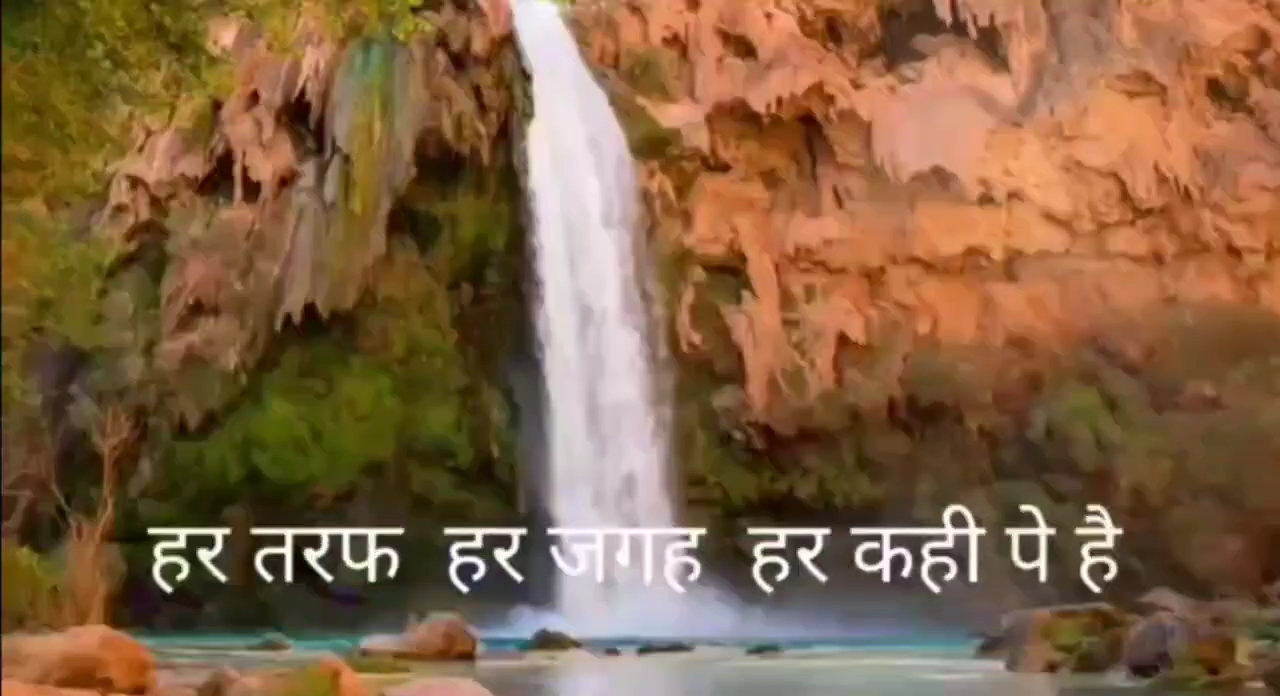 हर तरफ हर जगह हर कही पे है